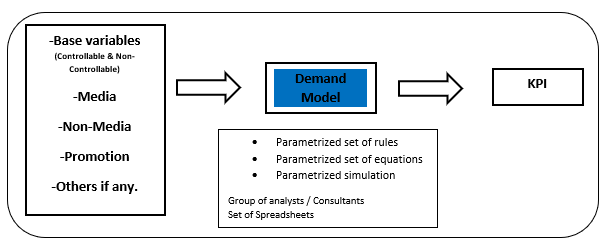 -Base variables
(Controllable & Non-
Controllable)
-Media
-Non-Media
-Promotion
-Others if any.
Demand
Model
KPI
• Parametrized set of rules
• Parametrized set of equations
• Parametrized simulation
Group of analysts / Consultants
Set of Spreadsheets